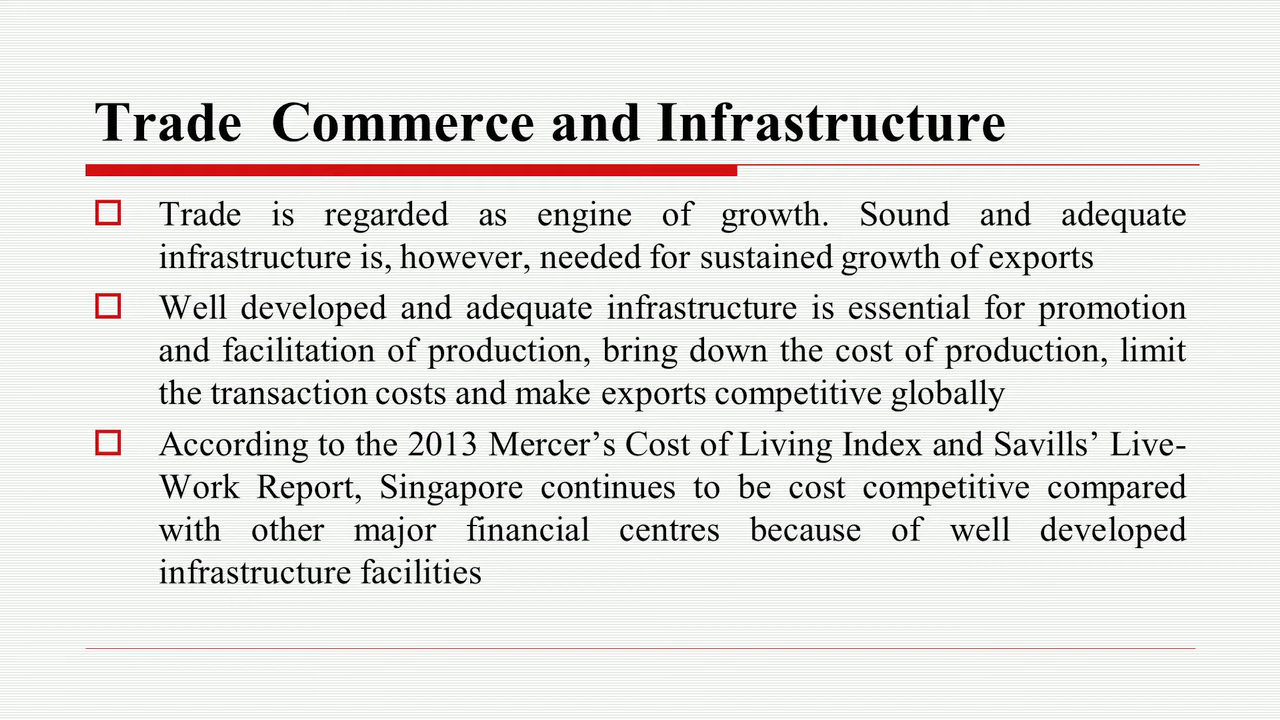 Trade Commerce and Infrastructure
Trade is regarded as engine of growth. Sound and adequate
infrastructure is, however, needed for sustained growth of exports
Well developed and adequate infrastructure is essential for promotion
and facilitation of production, bring down the cost of production, limit
the transaction costs and make exports competitive globally
According to the 2013 Mercer’s Cost of Living Index and Savills’ Live-
Work Report, Singapore continues to be cost competitive compared
with other major financial centres because of well developed
infrastructure facilities